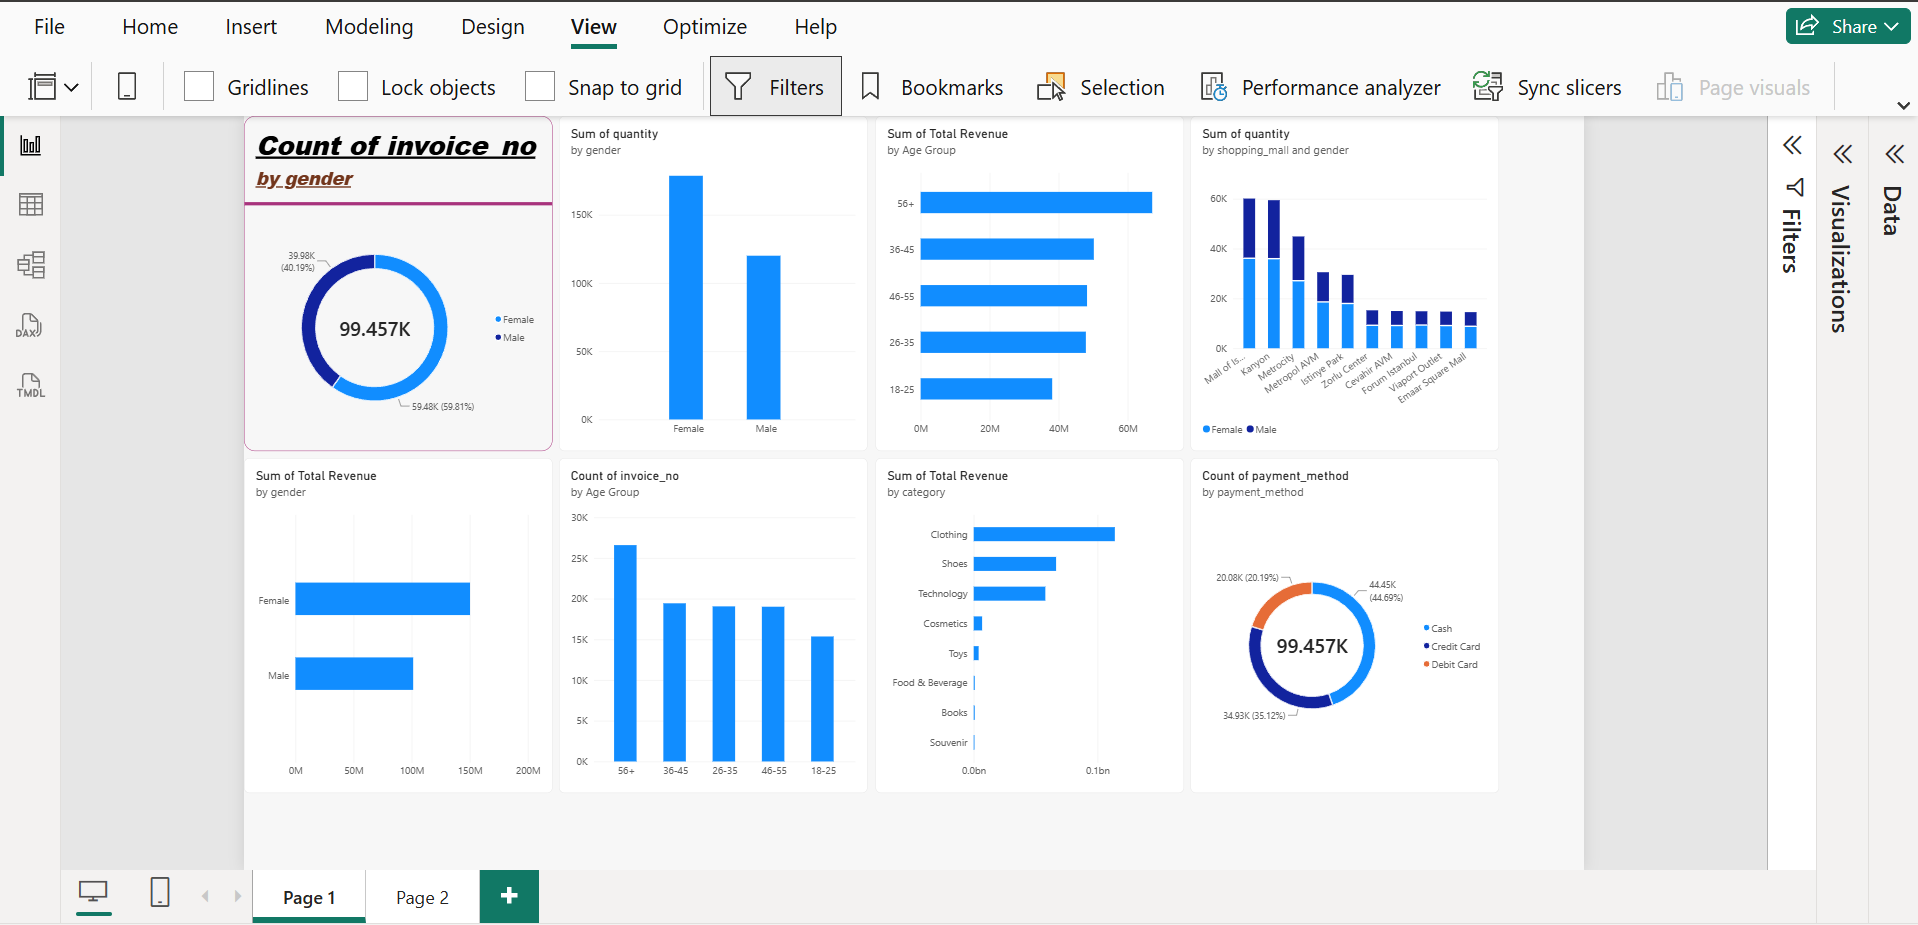 File Home Insert Modeling Design View Optimize Help Share
Gridlines Lock objects Snap to grid Filters Bookmarks Selection Performance analyzer Sync slicers Page visuals
Count of invoice_no
by gender
39.98K
(40.19%)
99.457K
Female
Male
59.48K (59.81%)
Sum of quantity
by gender
150K
100K
50K
0K
Female Male
Sum of Total Revenue
by Age Group
56+
36-45
46-55
26-35
18-25
0M 20M 40M 60M
Sum of quantity
by shopping_mall and gender
60K
40K
20K
0K
Mall of Is...
Kanyon
Metrocity
Metropol AVM
Istinye Park
Zorlu Center
Cevahir AVM
Forum Istanbul
Viaport Outlet
Emaar Square Mall
Female Male
Sum of Total Revenue
by gender
Female
Male
0M 50M 100M 150M 200M
Count of invoice_no
by Age Group
30K
25K
20K
15K
10K
5K
0K
56+ 36-45 26-35 46-55 18-25
Sum of Total Revenue
by category
Clothing
Shoes
Technology
Cosmetics
Toys
Food & Beverage
Books
Souvenir
0.0bn 0.1bn
Count of payment_method
by payment_method
20.08K (20.19%)
44.45K
(44.69%)
99.457K
Cash
Credit Card
Debit Card
34.93K (35.12%)
Filters
Visualizations
Data
DAX
TMDL
Page 1 Page 2